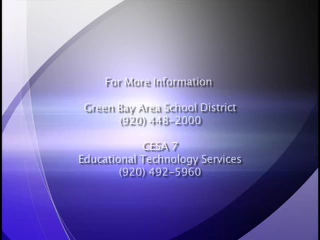 For More Information
Green Bay Area School District
(920) 448-2000
CESA 7
Educational Technology Services
(920) 492-5960